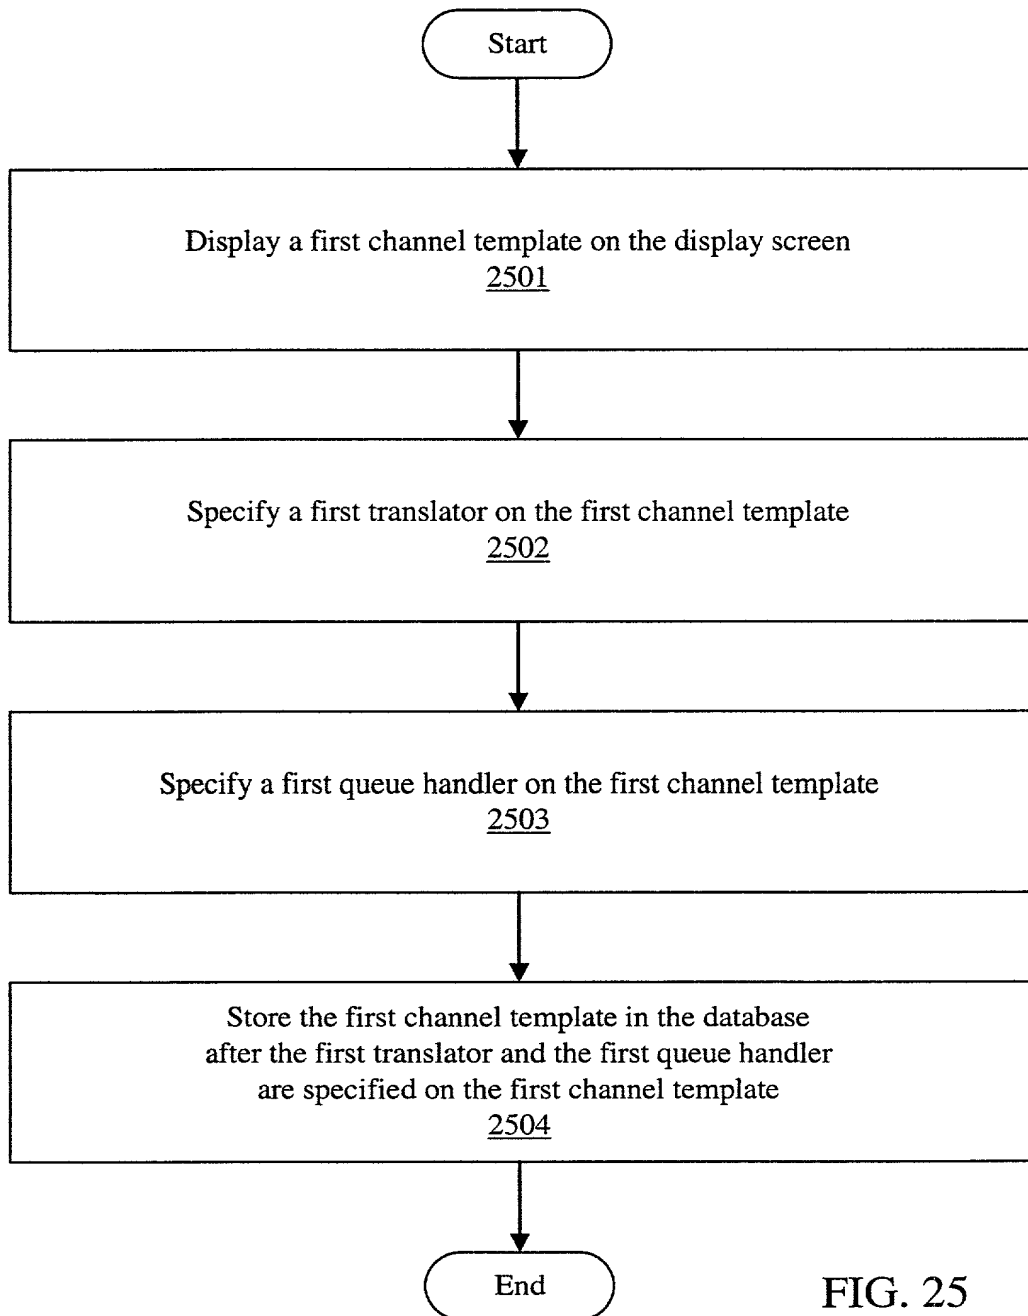 Start
Display a first channel template on the display screen
2501
Specify a first translator on the first channel template
2502
Specify a first queue handler on the first channel template
2503
Store the first channel template in the database
after the first translator and the first queue handler
are specified on the first channel template
2504
End
FIG. 25